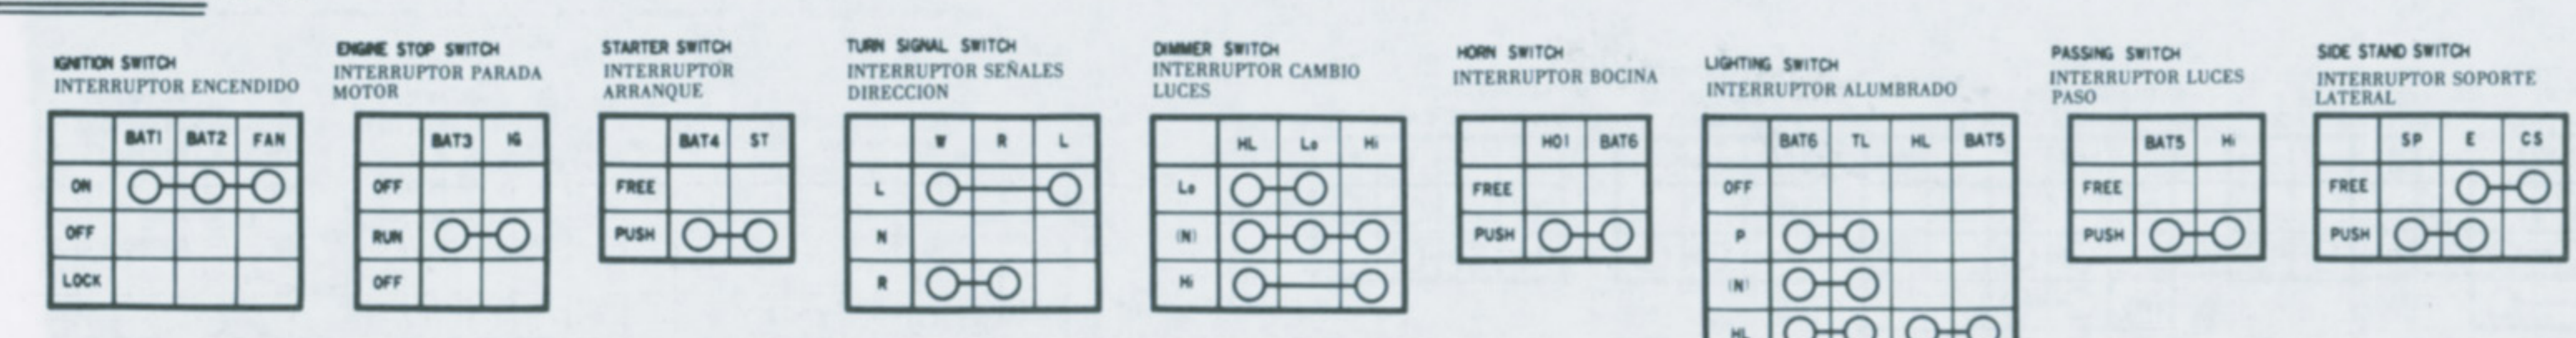 IGNITION SWITCH
INTERRUPTOR ENCENDIDO
BAT1 BAT2 FAN
ON
OFF
LOCK
ENGINE STOP SWITCH
INTERRUPTOR PARADA
MOTOR
BAT3 IG
OFF
RUN
OFF
STARTER SWITCH
INTERRUPTOR
ARRANQUE
BAT4 ST
FREE
PUSH
TURN SIGNAL SWITCH
INTERRUPTOR SEÑALES
DIRECCION
W R L
L
N
R
DIMMER SWITCH
INTERRUPTOR CAMBIO
LUCES
HL Lo Hi
Lo
(N)
Hi
HORN SWITCH
INTERRUPTOR BOCINA
HO1 BAT6
FREE
PUSH
LIGHTING SWITCH
INTERRUPTOR ALUMBRADO
BAT6 TL HL BAT5
OFF
P
(N)
HL
PASSING SWITCH
INTERRUPTOR LUCES
PASO
BAT5 Hi
FREE
PUSH
SIDE STAND SWITCH
INTERRUPTOR SOPORTE
LATERAL
SP E CS
FREE
PUSH